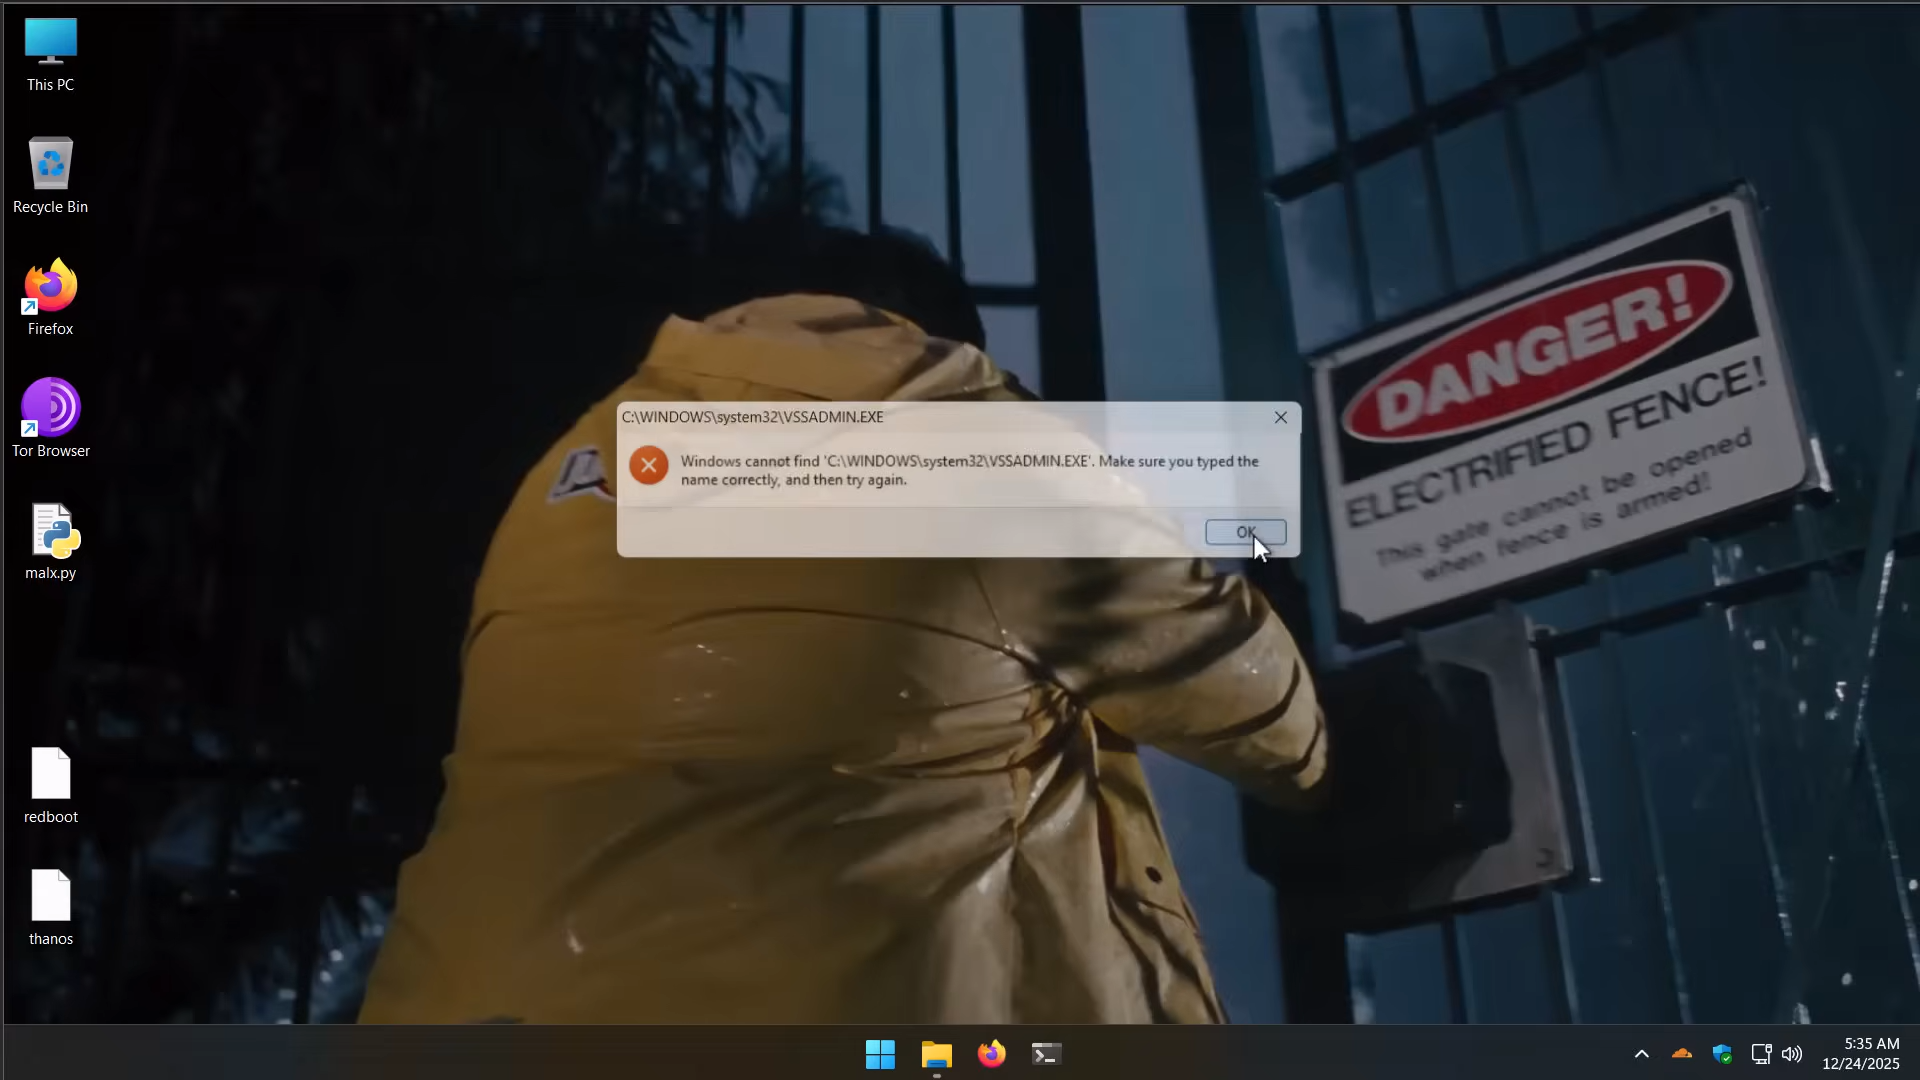 This PC
Recycle Bin
Firefox
Tor Browser
malx.py
redboot
thanos
C:\WINDOWS\system32\VSSADMIN.EXE
Windows cannot find 'C:\WINDOWS\system32\VSSADMIN.EXE'. Make sure you typed the
name correctly, and then try again.
OK
DANGER!
ELECTRIFIED FENCE!
This gate cannot be opened
when fence is armed!
5:35 AM
12/24/2025